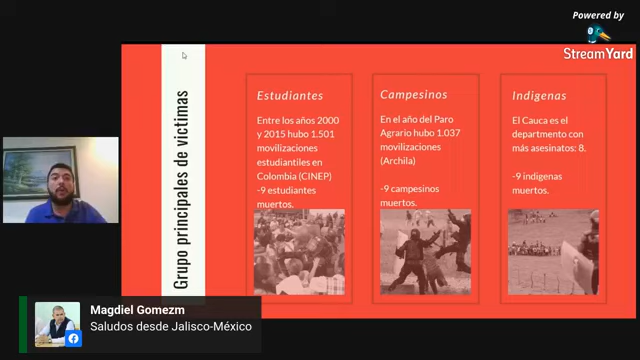 Powered by
StreamYard
Grupo principales de victimas
Estudiantes
Entre los años 2000
y 2015 hubo 1.501
movilizaciones
estudiantiles en
Colombia (CINEP)
-9 estudiantes
muertos.
Campesinos
En el año del Paro
Agrario hubo 1.037
movilizaciones
(Archila)
-9 campesinos
muertos.
Indigenas
El Cauca es el
departmento con
más asesinatos: 8.
-9 indigenas
muertos.
Magdiel Gomezm
Saludos desde Jalisco-México